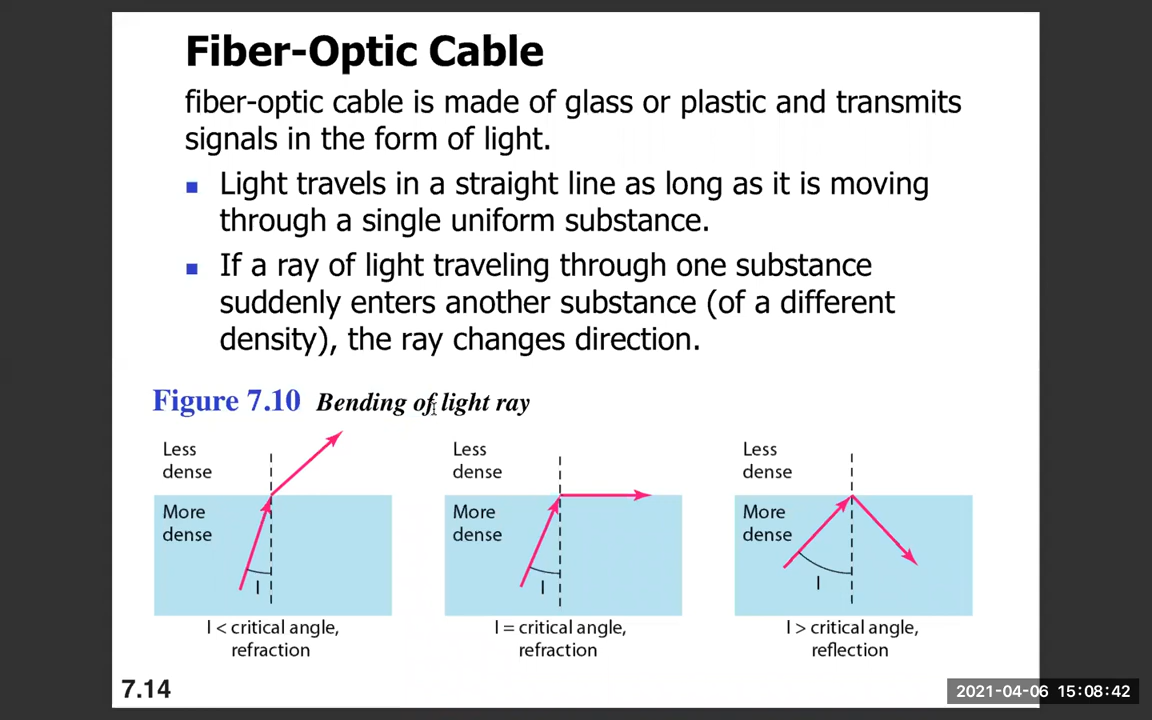 Fiber-Optic Cable
fiber-optic cable is made of glass or plastic and transmits
signals in the form of light.
Light travels in a straight line as long as it is moving
through a single uniform substance.
If a ray of light traveling through one substance
suddenly enters another substance (of a different
density), the ray changes direction.
Figure 7.10 Bending of light ray
Less
dense
More
dense
I
I < critical angle,
refraction
Less
dense
More
dense
I
I = critical angle,
refraction
Less
dense
More
dense
I
I > critical angle,
reflection
7.14
2021-04-06 15:08:42